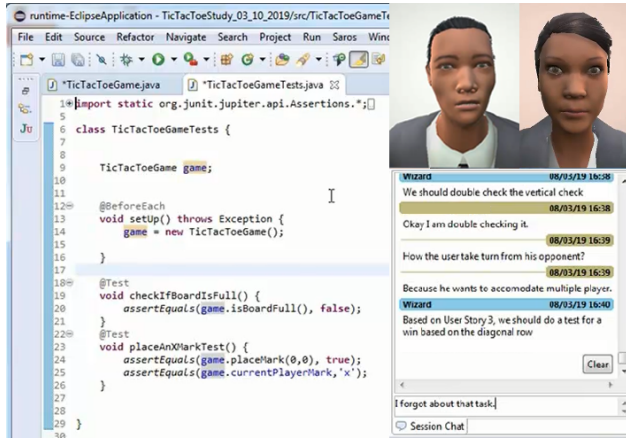 runtime-EclipseApplication - TicTacToeStudy_03_10_2019/src/TicTacToeGameTe
File Edit Source Refactor Navigate Search Project Run Saros Wind
*TicTacToeGame.java *TicTacToeGameTests.java
1 import static org.junit.jupiter.api.Assertions.*;
5
6 class TicTacToeGameTests {
7
8
9 TicTacToeGame game;
10
11
12 @BeforeEach
13 void setUp() throws Exception {
14 game = new TicTacToeGame();
15
16 }
17
18 @Test
19 void checkIfBoardIsFull() {
20 assertEquals(game.isBoardFull(), false);
21 }
22 @Test
23 void placeAnXMarkTest() {
24 assertEquals(game.placeMark(0,0), true);
25 assertEquals(game.currentPlayerMark,'x');
26 }
27
28
29 }
30
Ju
Wizard 08/03/19 16:38
We should double check the vertical check
08/03/19 16:38
Okay I am double checking it.
08/03/19 16:39
How the user take turn from his opponent?
08/03/19 16:39
Because he wants to accomodate multiple player.
Wizard 08/03/19 16:40
Based on User Story 3, we should do a test for a
win based on the diagonal row
Clear
I forgot about that task.
Session Chat